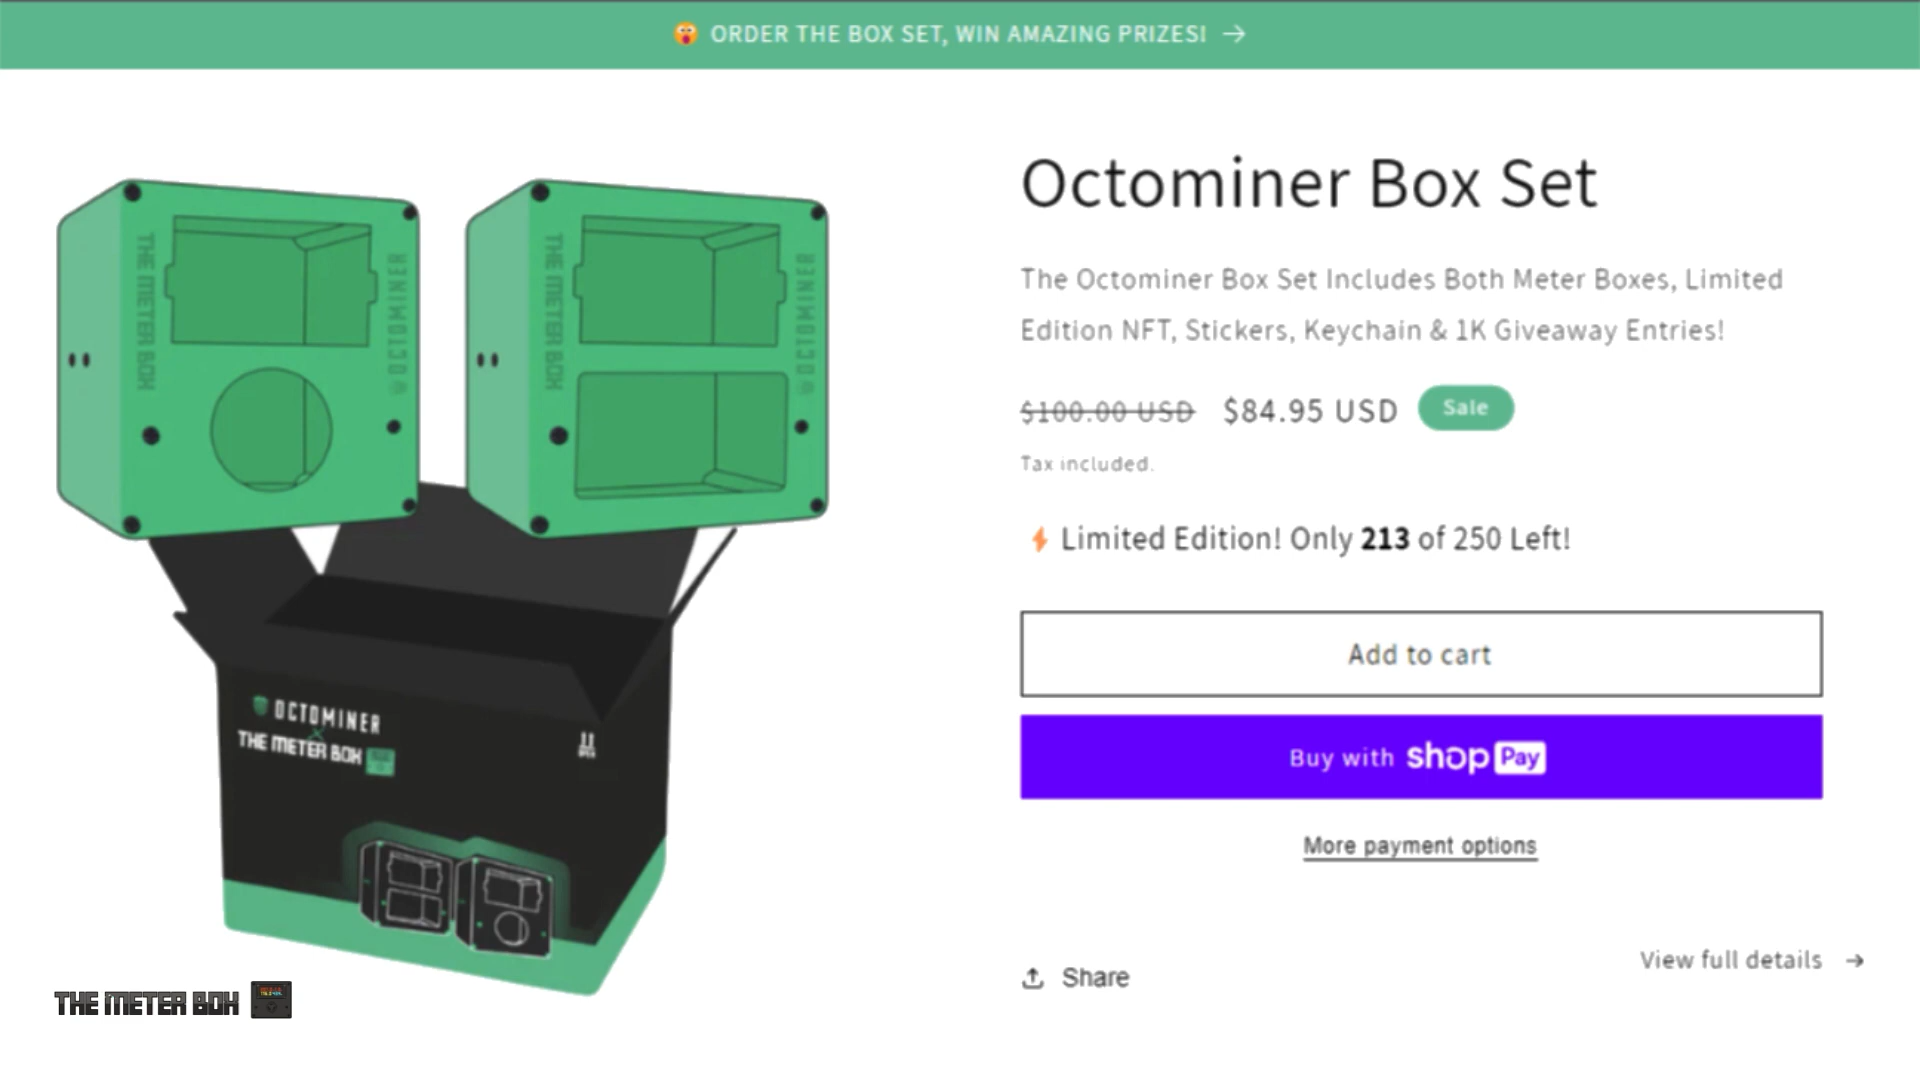 ORDER THE BOX SET, WIN AMAZING PRIZES!
Octominer Box Set
The Octominer Box Set Includes Both Meter Boxes, Limited
Edition NFT, Stickers, Keychain & 1K Giveaway Entries!
$100.00 USD $84.95 USD Sale
Tax included.
Limited Edition! Only 213 of 250 Left!
Add to cart
Buy with shop Pay
More payment options
Share
View full details
THE METER BOX
OCTOMINER
THE METER BOX
OCTOMINER
OCTOMINER
X
THE METER BOX
THE METER BOX